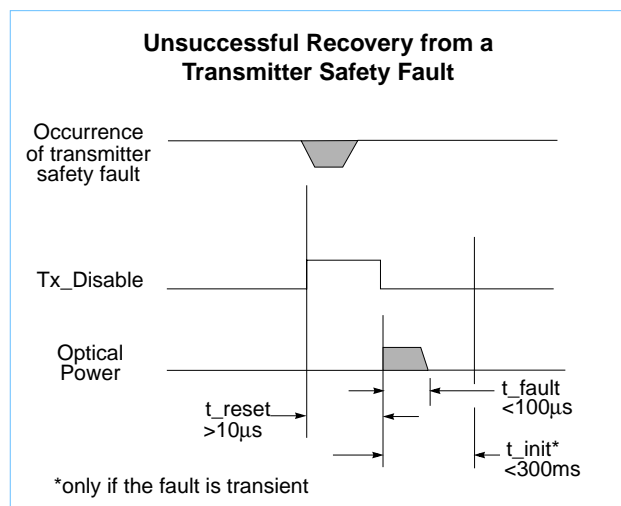 Unsuccessful Recovery from a
Transmitter Safety Fault
Occurrence
of transmitter
safety fault
Tx_Disable
Optical
Power
t_reset
>10μs
t_fault
<100μs
t_init*
<300ms
*only if the fault is transient